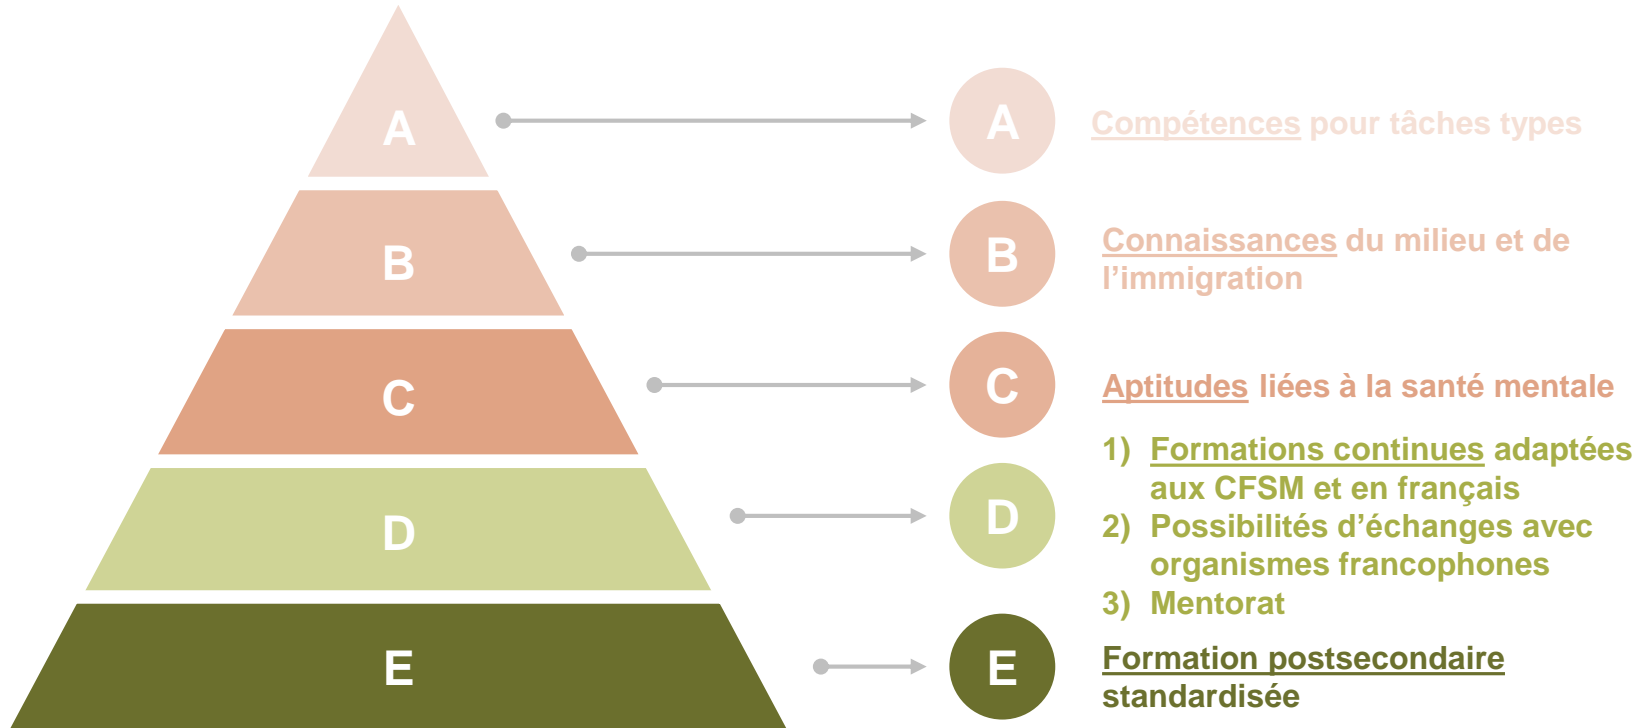 A
A
Compétences pour tâches types
B
B
Connaissances du milieu et de
l’immigration
C
C
Aptitudes liées à la santé mentale
D
D
1) Formations continues adaptées
aux CFSM et en français
2) Possibilités d’échanges avec
organismes francophones
3) Mentorat
E
E
Formation postsecondaire
standardisée